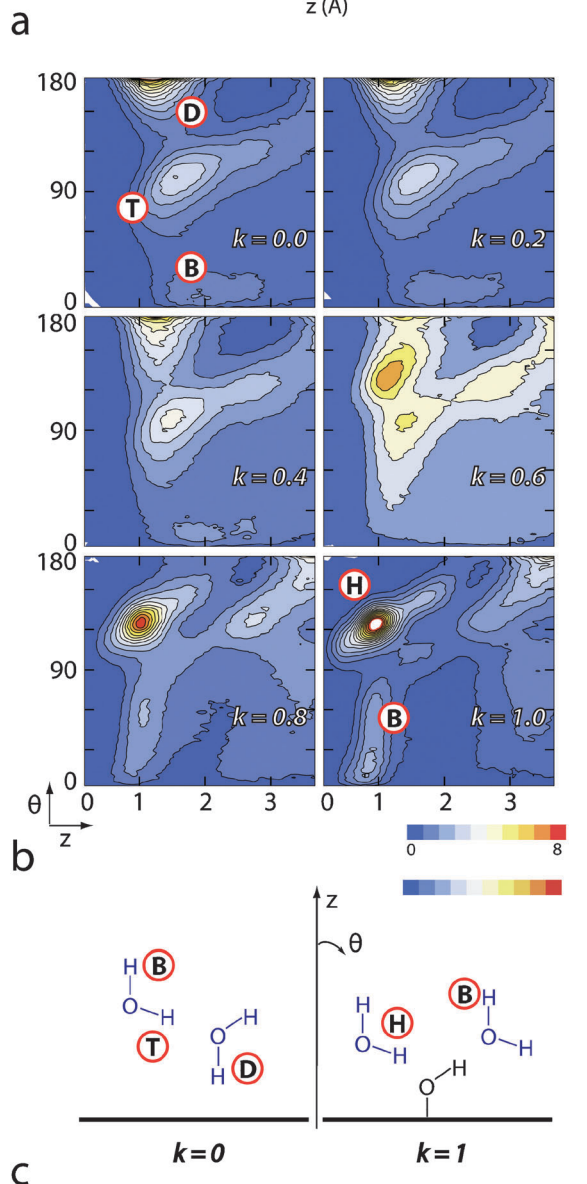 z (A)
a
180
D
90
T
k = 0.0
k = 0.2
B
0
180
90
k = 0.4
k = 0.6
0
180
H
90
B
k = 0.8
k = 1.0
0
θ
z
0 1 2 3
0 1 2 3
0 8
b
z
θ
H B
H
B H
O H
T
O H
H D
H
O H
O H
O H
k=0
k=1
c